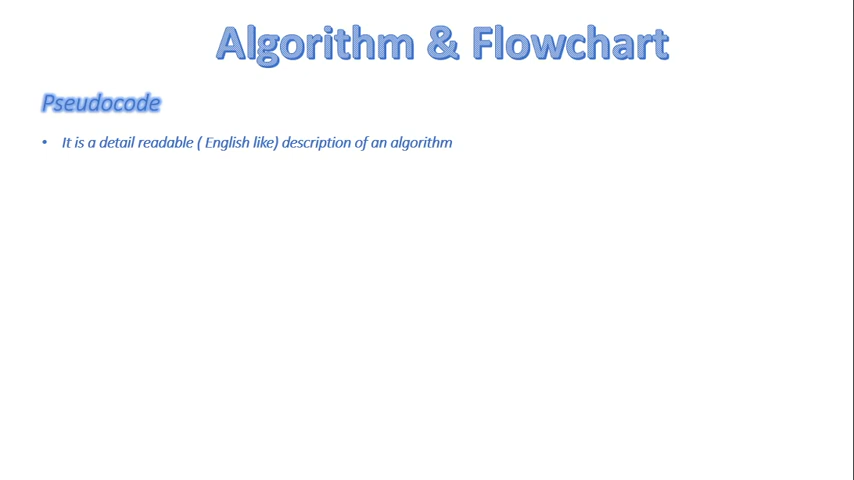 Algorithm & Flowchart
Pseudocode
• It is a detail readable ( English like) description of an algorithm